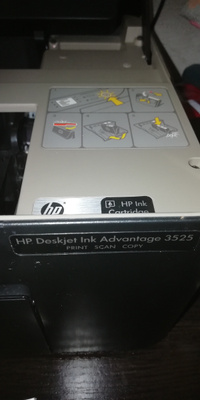 hp
HP Ink
Cartridge
HP Deskjet Ink Advantage 3525
PRINT SCAN COPY